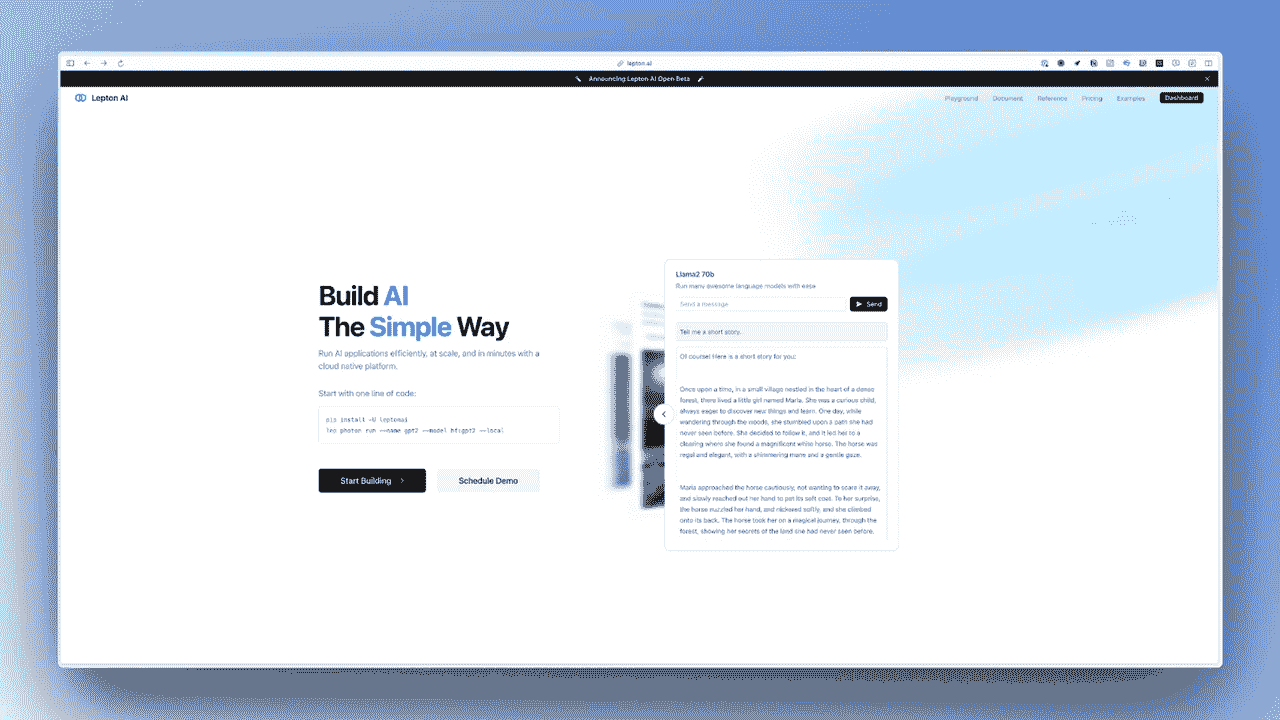 lepton.ai
Announcing Lepton AI Open Beta
Lepton AI
Playground Document Reference Pricing Examples Dashboard
Build AI
The Simple Way
Run AI applications efficiently, at scale, and in minutes with a
cloud native platform.
Start with one line of code:
pip install -U leptonai
lep photon run --name gpt2 --model hf:gpt2 --local
Start Building
Schedule Demo
Llama2 70b
Run many awesome language models with ease
Send a message
Send
Tell me a short story.
Of course! Here is a short story for you:
Once upon a time, in a small village nestled in the heart of a dense
forest, there lived a little girl named Maria. She was a curious child,
always eager to discover new things and learn. One day, while
wandering through the woods, she stumbled upon a path she had
never seen before. She decided to follow it, and it led her to a
clearing where she found a magnificent white horse. The horse was
regal and elegant, with a shimmering mane and a gentle gaze.
Maria approached the horse cautiously, not wanting to scare it away,
and slowly reached out her hand to pet its soft coat. To her surprise,
the horse nuzzled her hand, and nickered softly, and she climbed
onto its back. The horse took her on a magical journey, through the
forest, showing her secrets of the land she had never seen before.